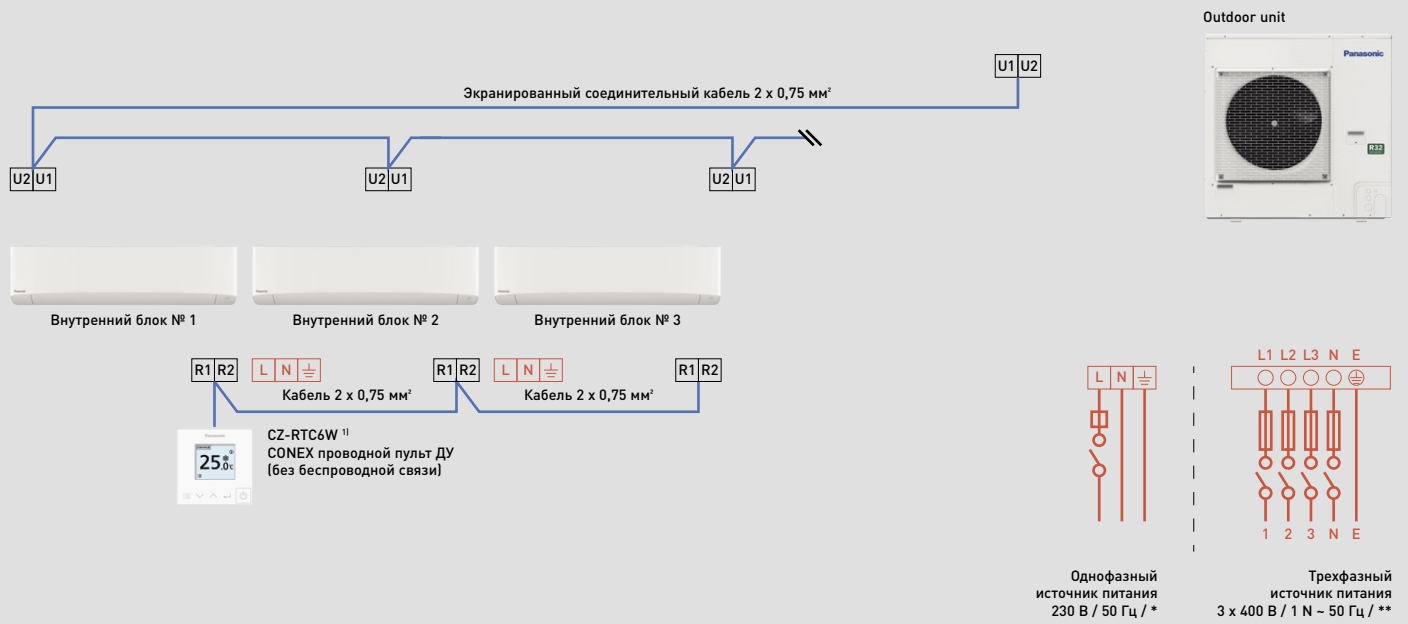 Outdoor unit
Panasonic
R32
U1 U2
Экранированный соединительный кабель 2 x 0,75 мм²
U2 U1
U2 U1
U2 U1
Внутренний блок № 1
Внутренний блок № 2
Внутренний блок № 3
R1 R2
L N
R1 R2
L N
R1 R2
Кабель 2 x 0,75 мм²
Кабель 2 x 0,75 мм²
Panasonic
25.0°C
CZ-RTC6W 1)
CONEX проводной пульт ДУ
(без беспроводной связи)
L N
L1 L2 L3 N E
1 2 3 N E
Однофазный
источник питания
230 В / 50 Гц / *
Трехфазный
источник питания
3 x 400 В / 1 N ~ 50 Гц / **